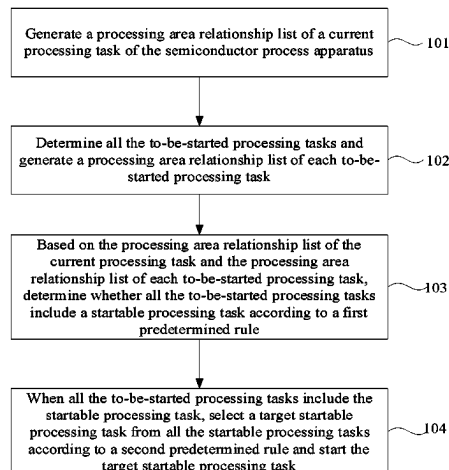 Generate a processing area relationship list of a current
processing task of the semiconductor process apparatus
101
Determine all the to-be-started processing tasks and
generate a processing area relationship list of each to-be-
started processing task
102
Based on the processing area relationship list of the
current processing task and the processing area
relationship list of each to-be-started processing task,
determine whether all the to-be-started processing tasks
include a startable processing task according to a first
predetermined rule
103
When all the to-be-started processing tasks include the
startable processing task, select a target startable
processing task from all the startable processing tasks
according to a second predetermined rule and start the
target startable processing task
104